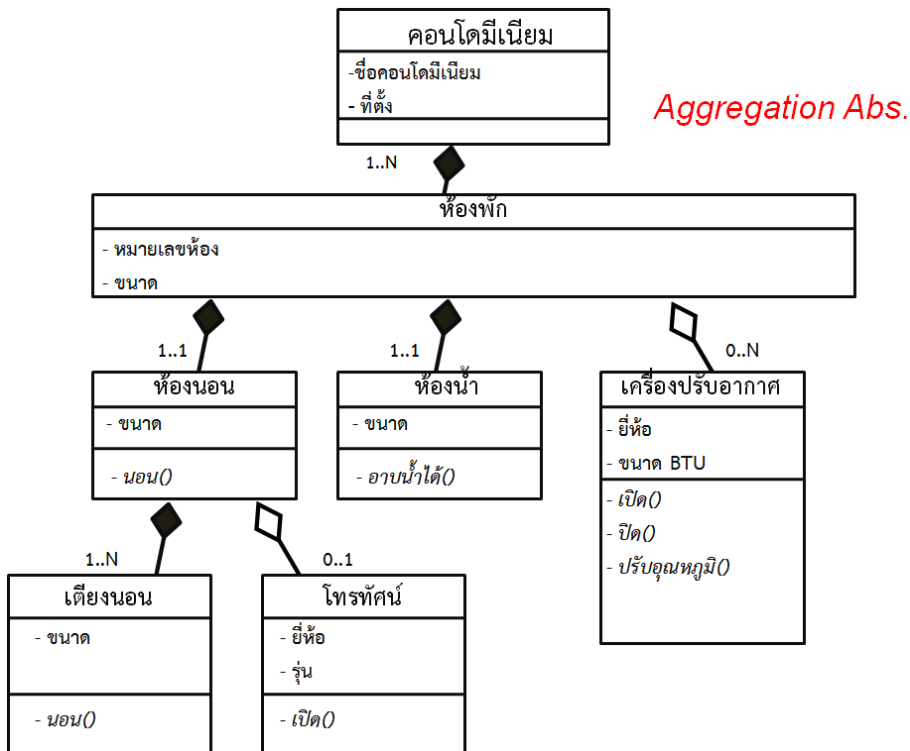 คอนโดมีเนียม
-ชื่อคอนโดมีเนียม
- ที่ตั้ง
Aggregation Abs.
1..N
ห้องพัก
- หมายเลขห้อง
- ขนาด
1..1
1..1
0..N
ห้องนอน
- ขนาด
- นอน()
ห้องน้ำ
- ขนาด
- อาบน้ำได้()
เครื่องปรับอากาศ
- ยี่ห้อ
- ขนาด BTU
- เปิด()
- ปิด()
- ปรับอุณหภูมิ()
1..N
0..1
เตียงนอน
- ขนาด
- นอน()
โทรทัศน์
- ยี่ห้อ
- รุ่น
- เปิด()